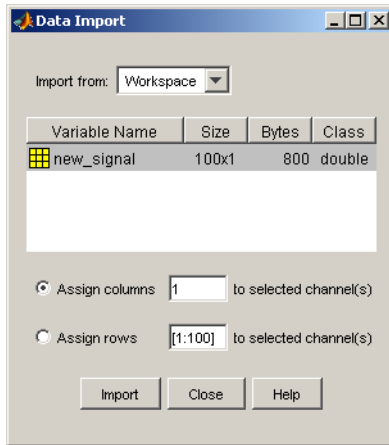 Data Import
Import from: Workspace
Variable Name Size Bytes Class
new_signal 100x1 800 double
Assign columns 1 to selected channel(s)
Assign rows [1:100] to selected channel(s)
Import Close Help